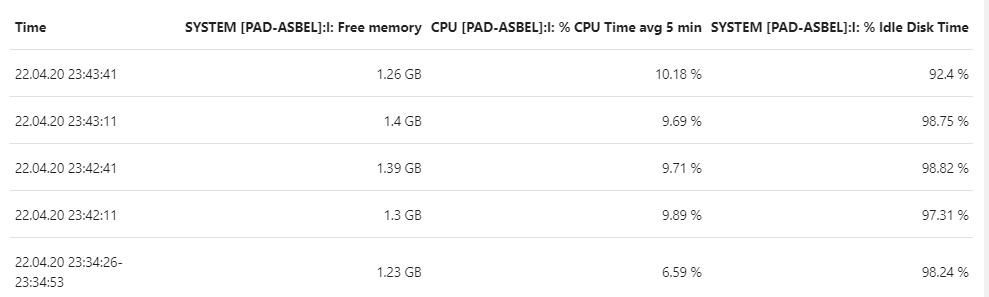 Time SYSTEM [PAD-ASBEL]:I: Free memory CPU [PAD-ASBEL]:I: % CPU Time avg 5 min SYSTEM [PAD-ASBEL]:I: % Idle Disk Time
22.04.20 23:43:41 1.26 GB 10.18 % 92.4 %
22.04.20 23:43:11 1.4 GB 9.69 % 98.75 %
22.04.20 23:42:41 1.39 GB 9.71 % 98.82 %
22.04.20 23:42:11 1.3 GB 9.89 % 97.31 %
22.04.20 23:34:26-
23:34:53 1.23 GB 6.59 % 98.24 %